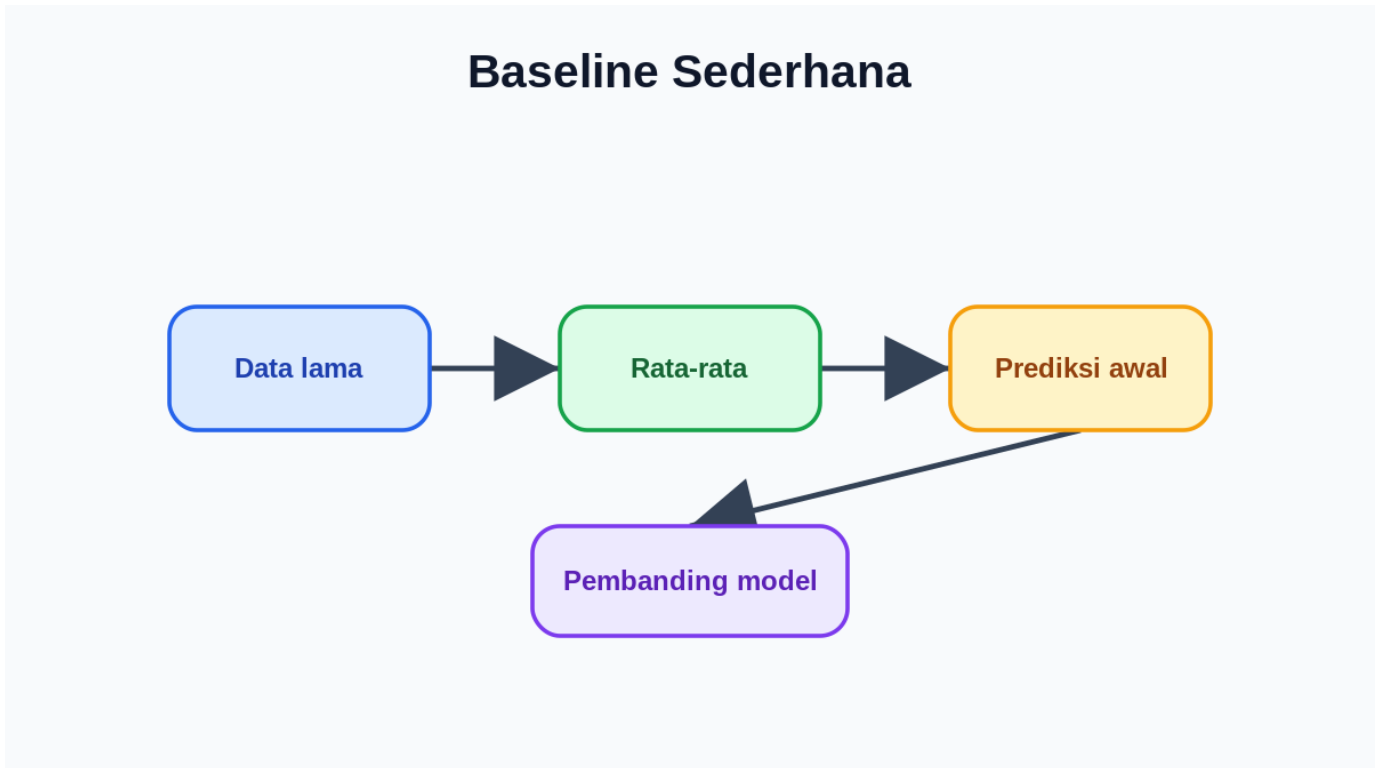 Baseline Sederhana
Data lama
Rata-rata
Prediksi awal
Pembanding model